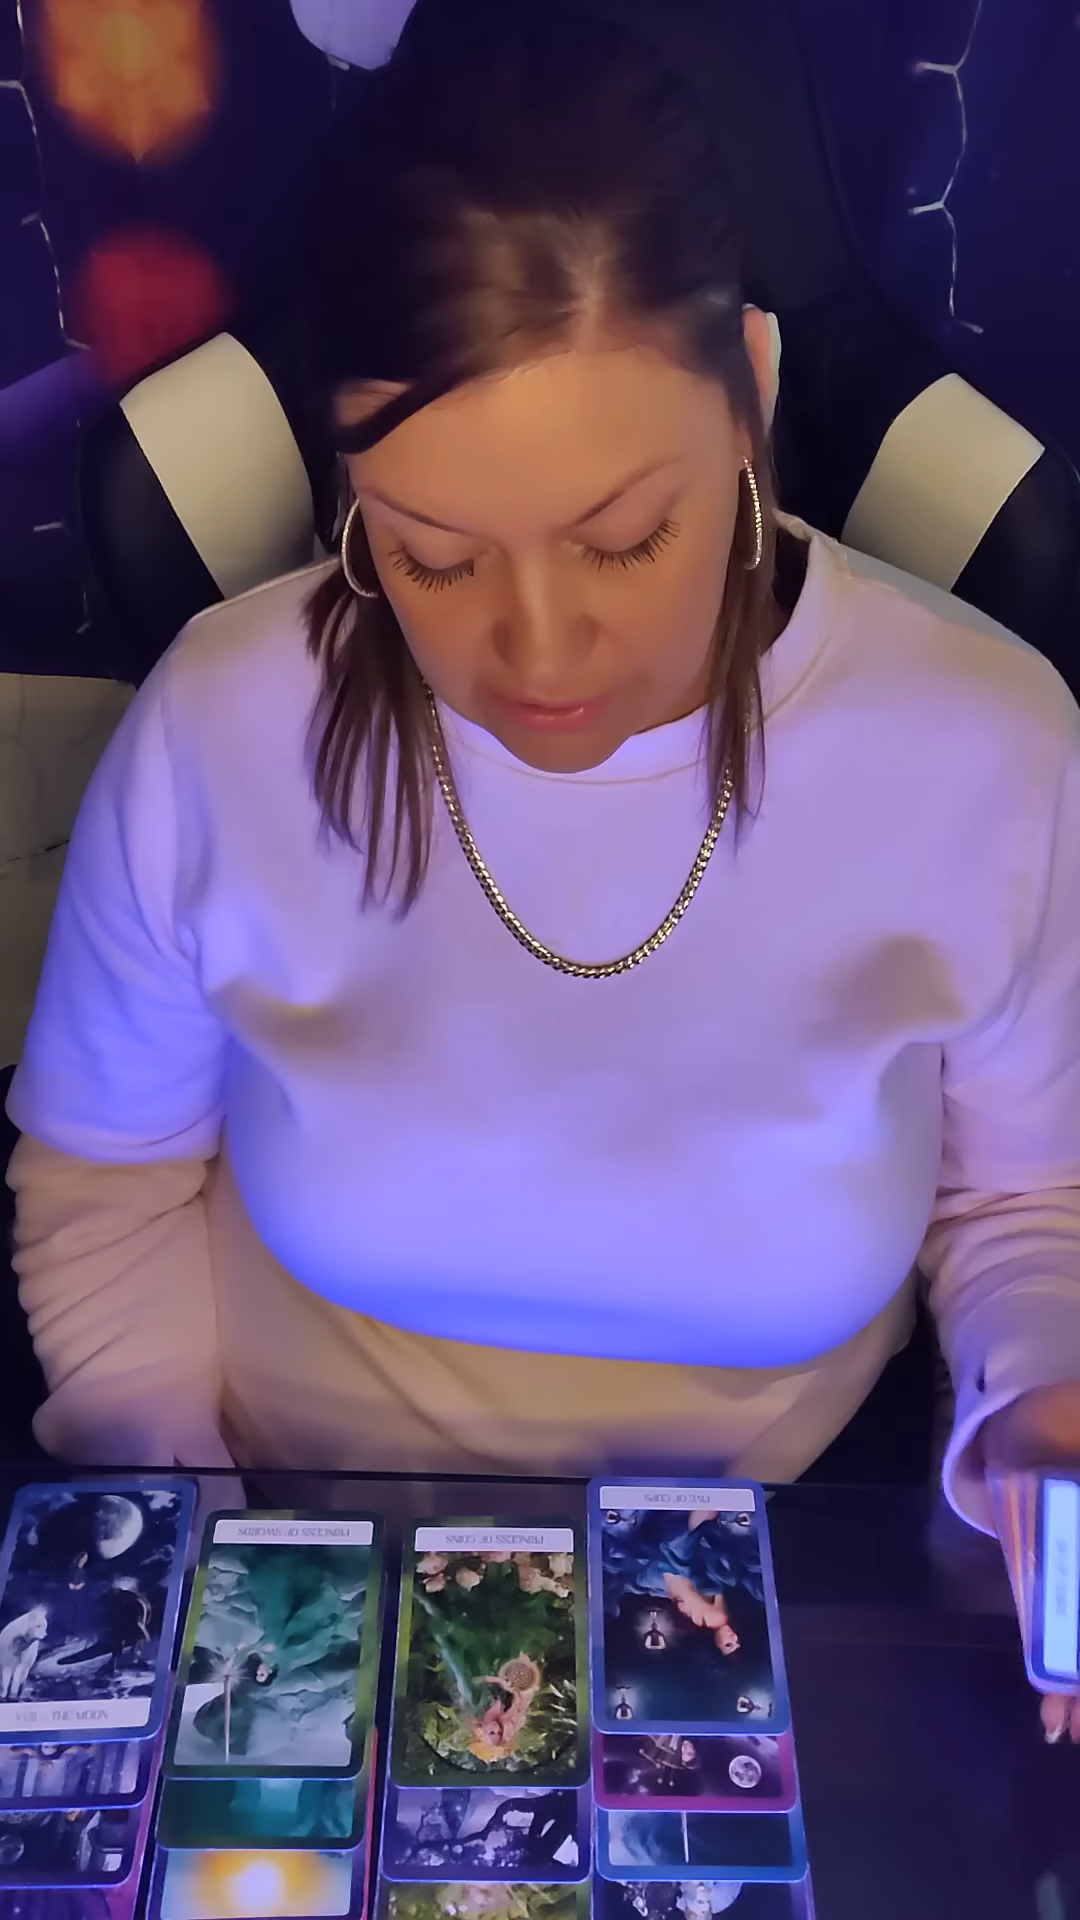 XVIII - THE MOON
PRINCESS OF SWORDS
PRINCESS OF COINS
FIVE OF CUPS